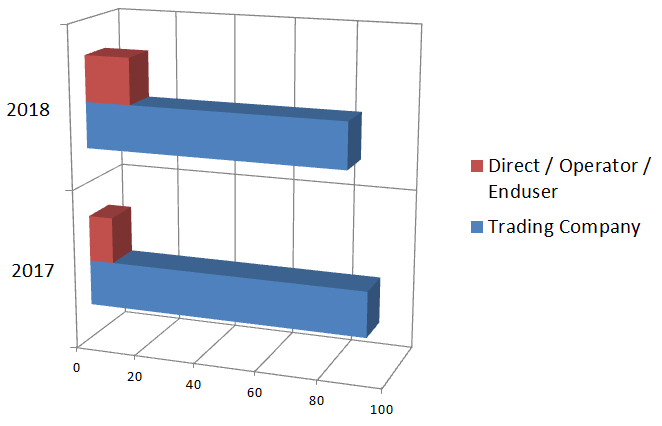 2018
2017
0
20
40
60
80
100
Direct / Operator /
Enduser
Trading Company